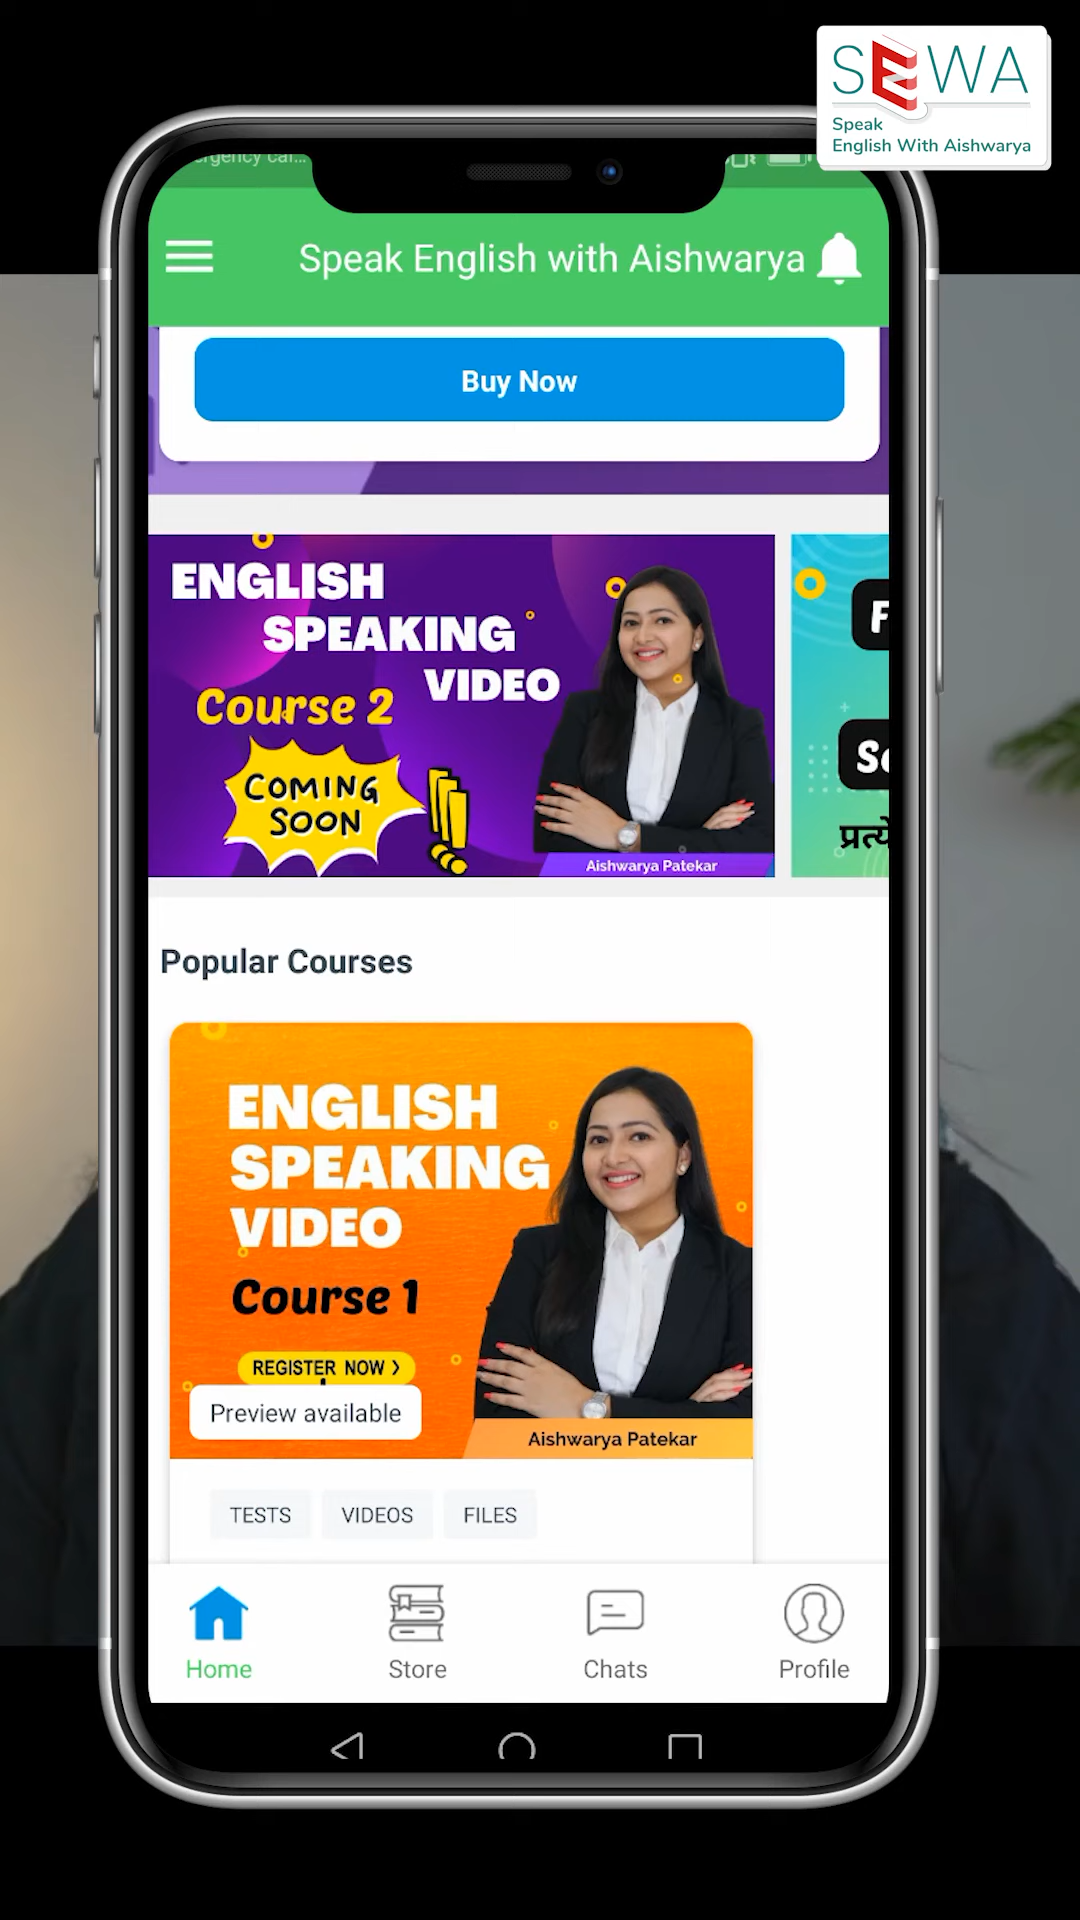 SEWA
Speak
English With Aishwarya
Speak English with Aishwarya
Buy Now
ENGLISH
SPEAKING
VIDEO
Course 2
COMING
SOON
!!!
Aishwarya Patekar
Popular Courses
ENGLISH
SPEAKING
VIDEO
Course 1
REGISTER NOW >
Preview available
Aishwarya Patekar
TESTS VIDEOS FILES
Home Store Chats Profile